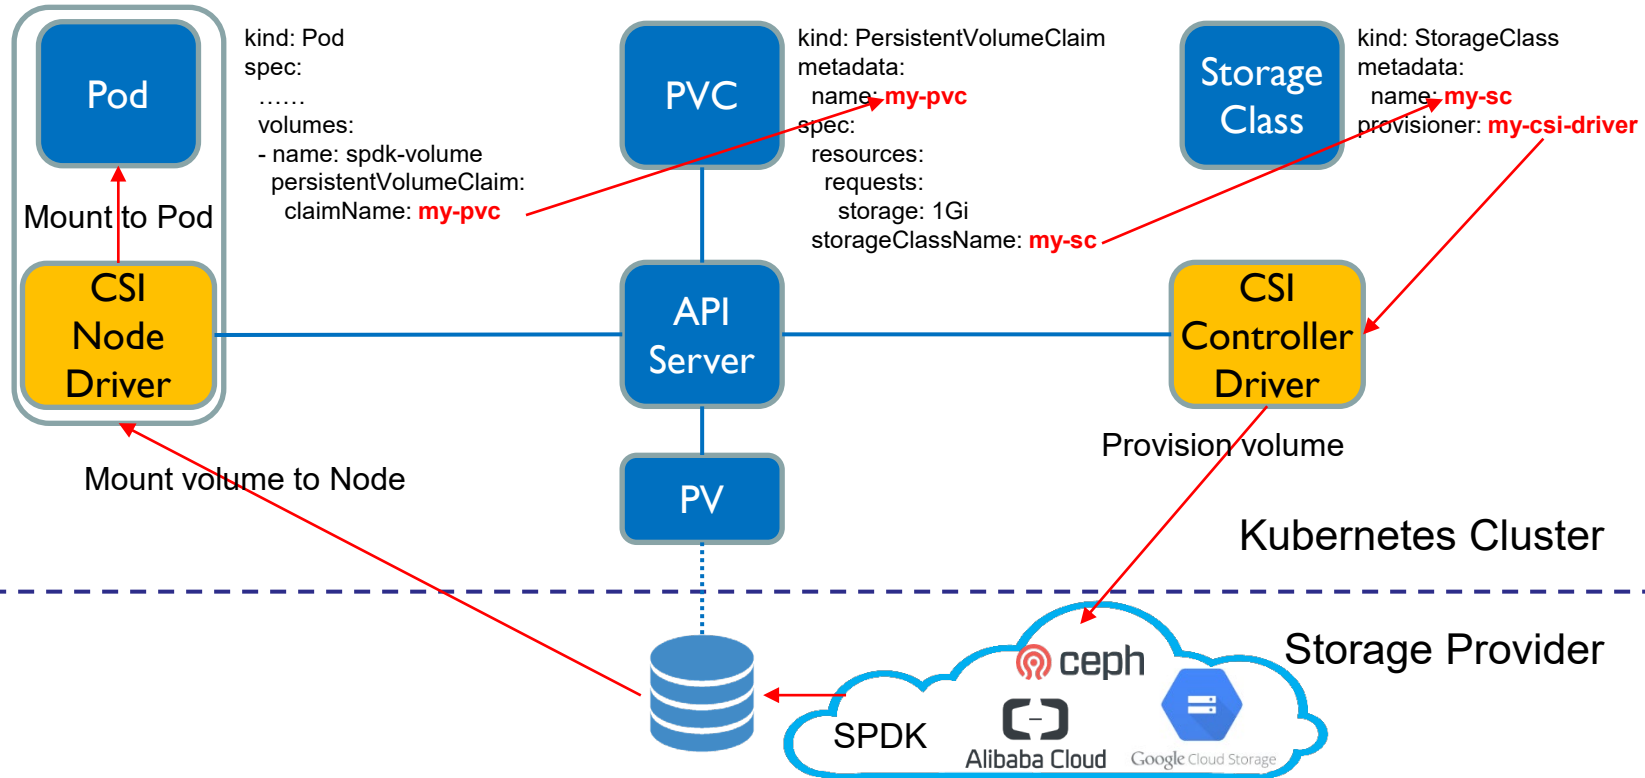 Pod
kind: Pod
spec:
……
volumes:
- name: spdk-volume
persistentVolumeClaim:
claimName: my-pvc
PVC
kind: PersistentVolumeClaim
metadata:
name: my-pvc
spec:
resources:
requests:
storage: 1Gi
storageClassName: my-sc
Storage
Class
kind: StorageClass
metadata:
name: my-sc
provisioner: my-csi-driver
Mount to Pod
CSI
Node
Driver
API
Server
CSI
Controller
Driver
Mount volume to Node
PV
Provision volume
Kubernetes Cluster
Storage Provider
ceph
SPDK
Alibaba Cloud
Google Cloud Storage